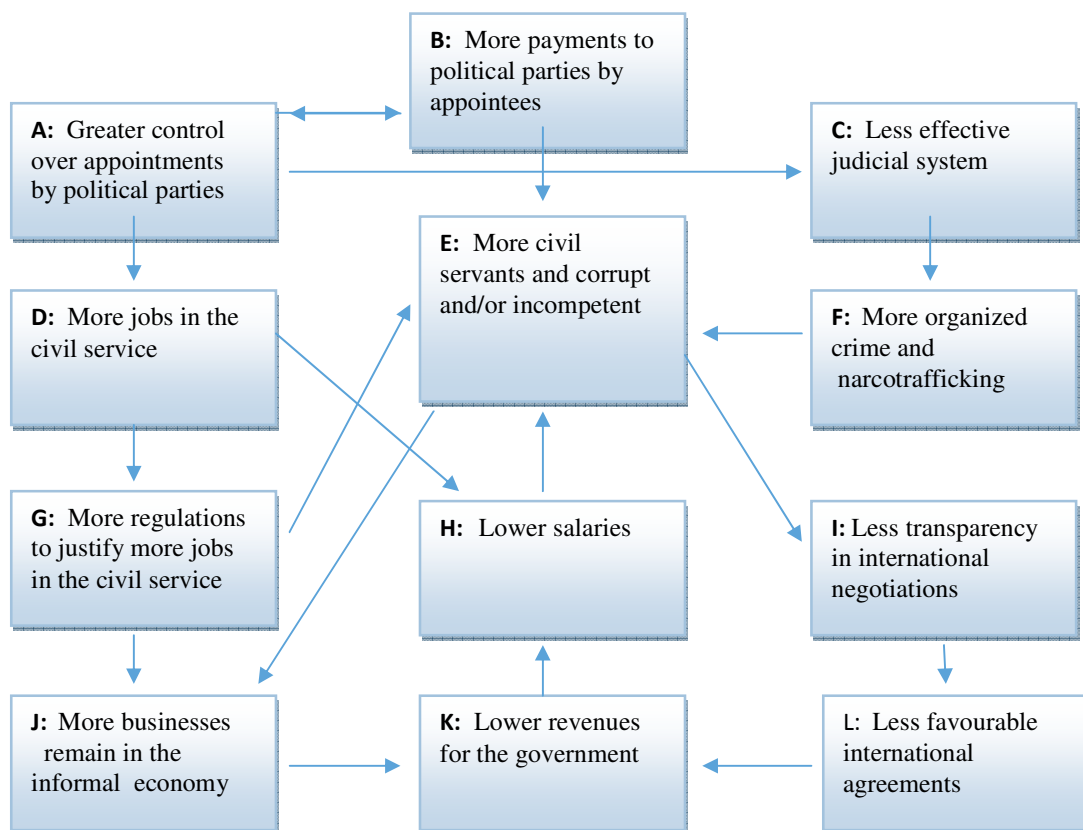 B: More payments to
political parties by
appointees
A: Greater control
over appointments
by political parties
C: Less effective
judicial system
E: More civil
servants and corrupt
and/or incompetent
D: More jobs in the
civil service
F: More organized
crime and
narcotrafficking
G: More regulations
to justify more jobs
in the civil service
H: Lower salaries
I: Less transparency
in international
negotiations
J: More businesses
remain in the
informal economy
K: Lower revenues
for the government
L: Less favourable
international
agreements